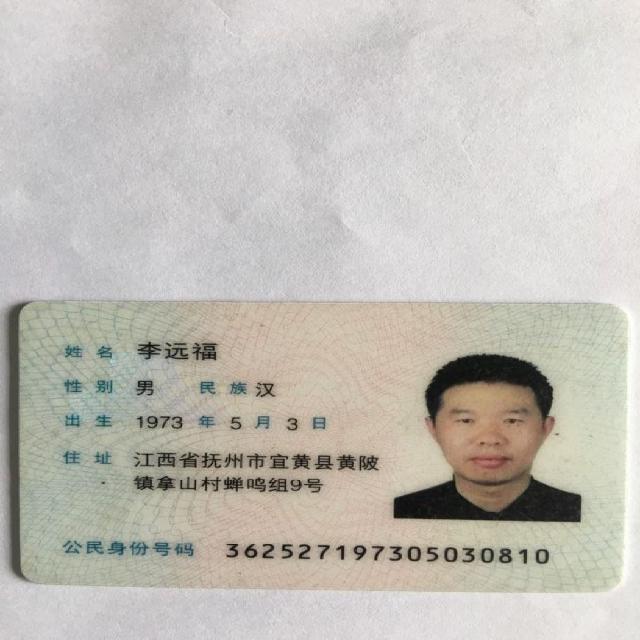 姓名 李远福
性别 男 民族 汉
出生 1973 年 5 月 3 日
住址 江西省抚州市宜黄县黄陂
镇拿山村蝉鸣组9号
公民身份号码 362527197305030810